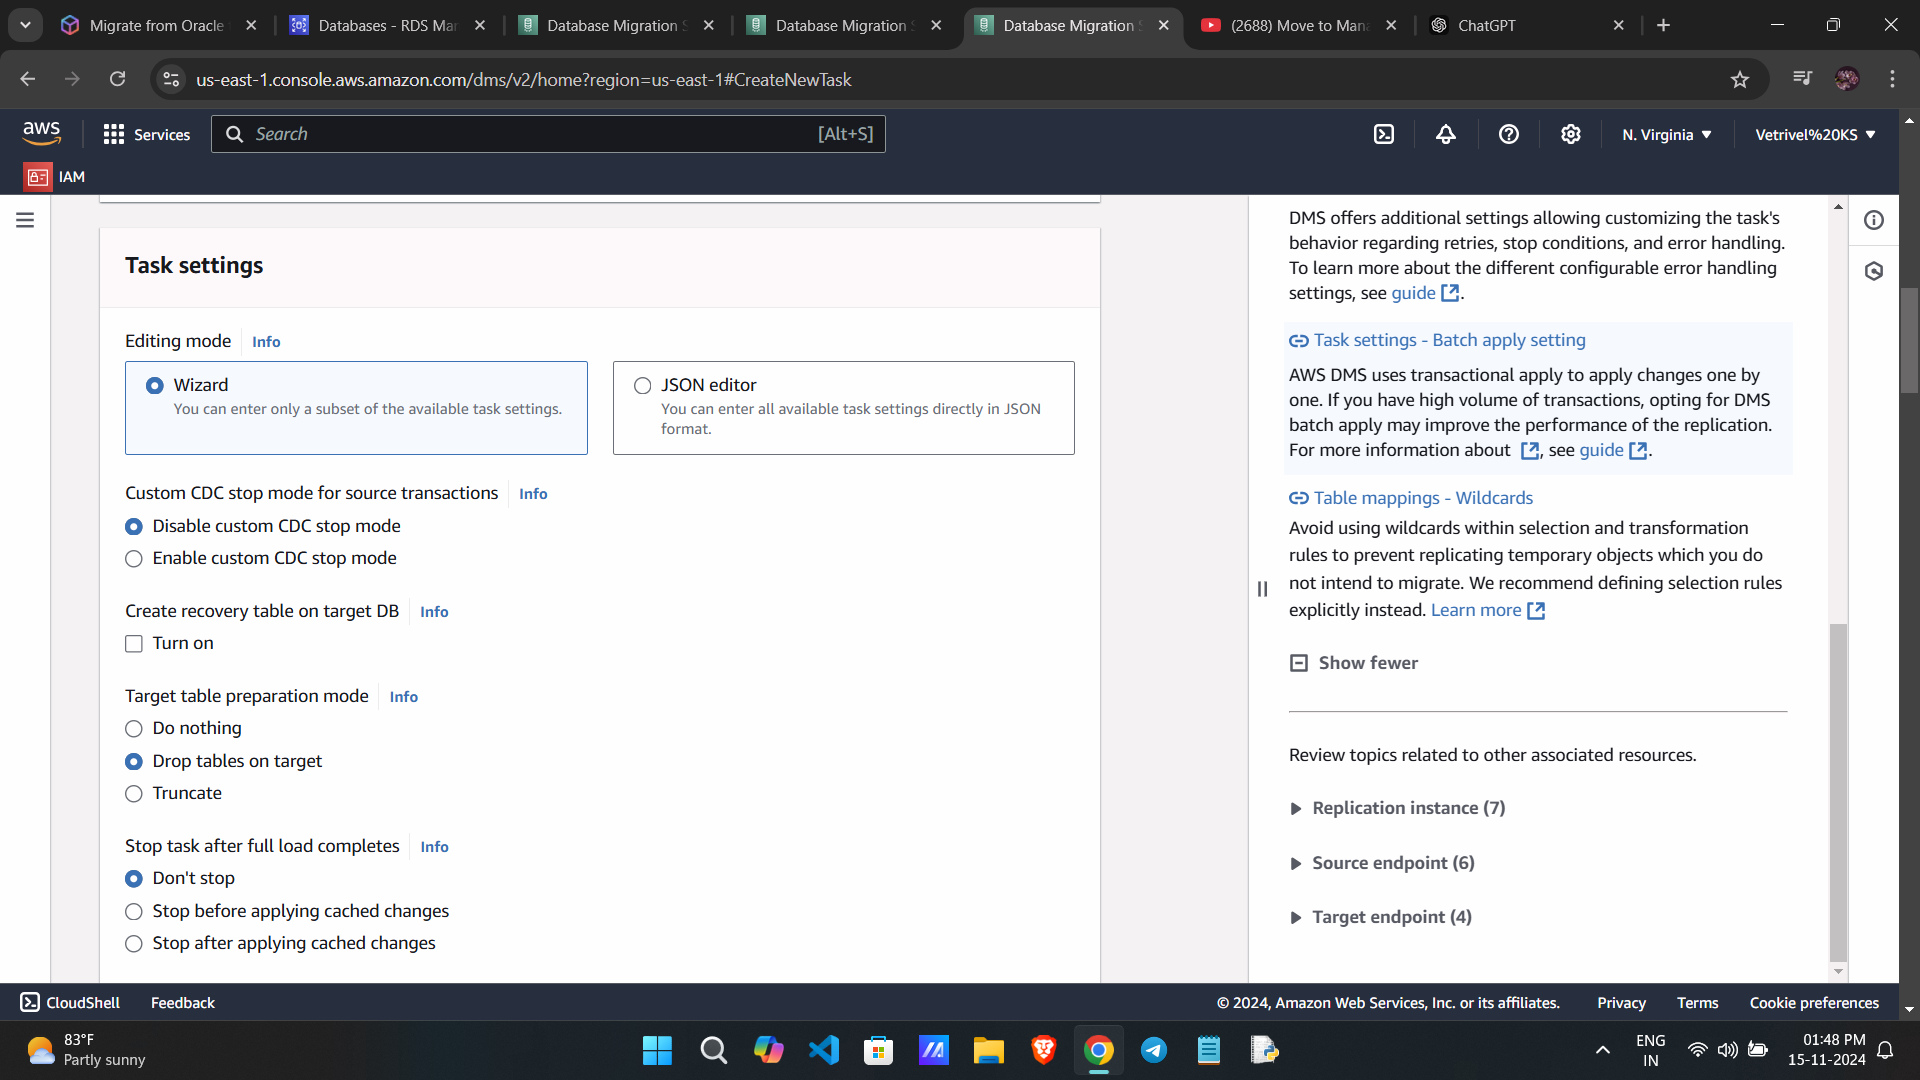 Migrate from Oracle
Databases - RDS Man
Database Migration S
Database Migration S
Database Migration S
(2688) Move to Mana
ChatGPT
us-east-1.console.aws.amazon.com/dms/v2/home?region=us-east-1#CreateNewTask
aws
Services
Search
[Alt+S]
N. Virginia
Vetrivel%20KS
IAM
Task settings
Editing mode
Info
Wizard
You can enter only a subset of the available task settings.
JSON editor
You can enter all available task settings directly in JSON
format.
Custom CDC stop mode for source transactions
Info
Disable custom CDC stop mode
Enable custom CDC stop mode
Create recovery table on target DB
Info
Turn on
Target table preparation mode
Info
Do nothing
Drop tables on target
Truncate
Stop task after full load completes
Info
Don't stop
Stop before applying cached changes
Stop after applying cached changes
DMS offers additional settings allowing customizing the task's
behavior regarding retries, stop conditions, and error handling.
To learn more about the different configurable error handling
settings, see guide.
Task settings - Batch apply setting
AWS DMS uses transactional apply to apply changes one by
one. If you have high volume of transactions, opting for DMS
batch apply may improve the performance of the replication.
For more information about , see guide.
Table mappings - Wildcards
Avoid using wildcards within selection and transformation
rules to prevent replicating temporary objects which you do
not intend to migrate. We recommend defining selection rules
explicitly instead. Learn more
Show fewer
Review topics related to other associated resources.
Replication instance (7)
Source endpoint (6)
Target endpoint (4)
CloudShell
Feedback
© 2024, Amazon Web Services, Inc. or its affiliates.
Privacy
Terms
Cookie preferences
83°F
Partly sunny
ENG
IN
01:48 PM
15-11-2024